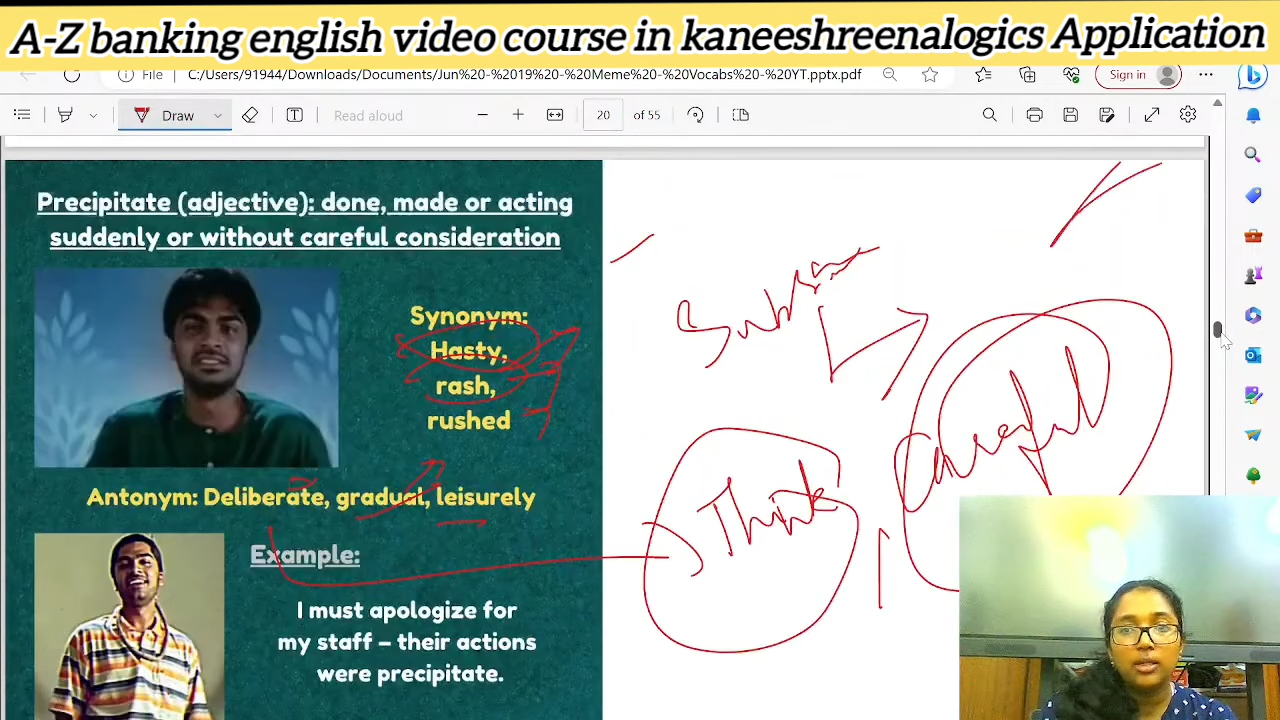 A-Z banking english video course in kaneeshreenalogics Application
File C:/Users/91944/Downloads/Documents/Jun%20-%2019%20-%20Meme%20-%20Vocabs%20-%20YT.pptx.pdf Sign in
Draw Read aloud 20 of 55
Precipitate (adjective): done, made or acting
suddenly or without careful consideration
Synonym:
Hasty,
rash,
rushed
Antonym: Deliberate, gradual, leisurely
Example:
I must apologize for
my staff – their actions
were precipitate.
Careful
Think